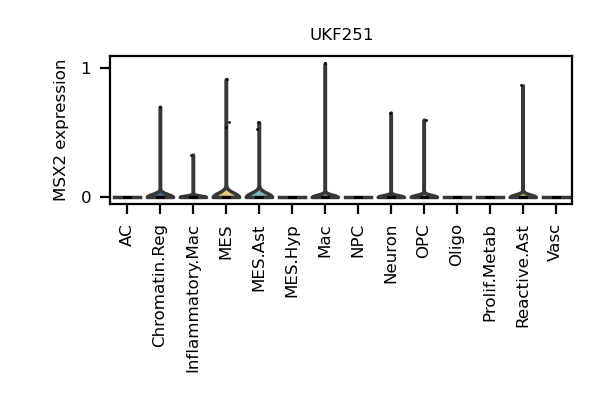 UKF251
MSX2 expression
1
0
AC
Chromatin.Reg
Inflammatory.Mac
MES
MES.Ast
MES.Hyp
Mac
NPC
Neuron
OPC
Oligo
Prolif.Metab
Reactive.Ast
Vasc